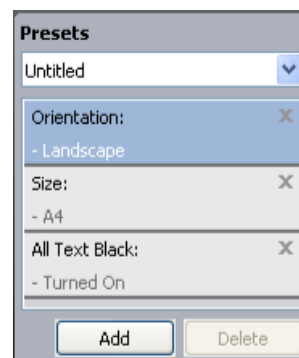 Presets
Untitled
Orientation:
- Landscape
Size:
- A4
All Text Black:
- Turned On
Add
Delete